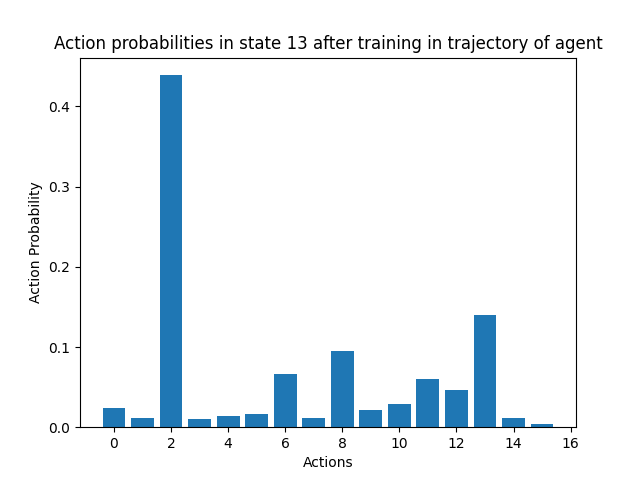 Action probabilities in state 13 after training in trajectory of agent
Action Probability
0.4
0.3
0.2
0.1
0.0
0 2 4 6 8 10 12 14 16
Actions